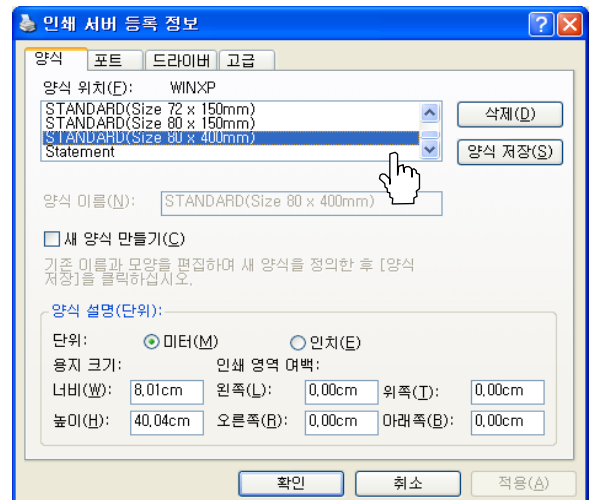 인쇄 서버 등록 정보
양식 포트 드라이버 고급
양식 위치(F): WINXP
STANDARD(Size 72 x 150mm)
STANDARD(Size 80 x 150mm)
STANDARD(Size 80 x 400mm)
Statement
삭제(D)
양식 저장(S)
양식 이름(N): STANDARD(Size 80 x 400mm)
새 양식 만들기(C)
기존 이름과 모양을 편집하여 새 양식을 정의한 후 [양식
저장]을 클릭하십시오.
양식 설명(단위):
단위: 미터(M) 인치(E)
용지 크기: 인쇄 영역 여백:
너비(W): 8,01cm 왼쪽(L): 0,00cm 위쪽(T): 0,00cm
높이(H): 40,04cm 오른쪽(R): 0,00cm 아래쪽(B): 0,00cm
확인 취소 적용(A)